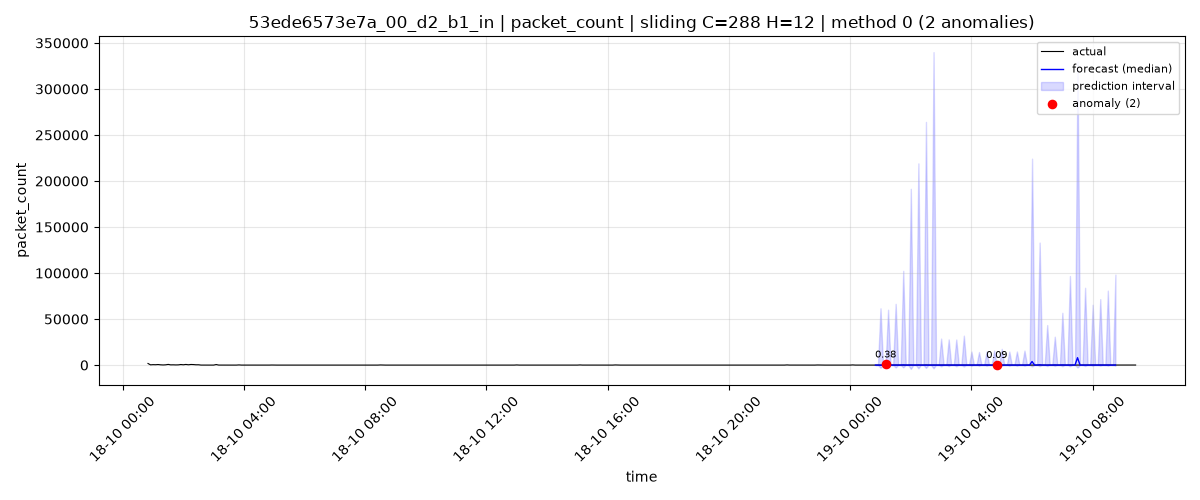 53ede6573e7a_00_d2_b1_in | packet_count | sliding C=288 H=12 | method 0 (2 anomalies)
350000
300000
250000
200000
150000
100000
50000
0
packet_count
actual
forecast (median)
prediction interval
anomaly (2)
0.38
0.09
18-10 00:00
18-10 04:00
18-10 08:00
18-10 12:00
18-10 16:00
18-10 20:00
19-10 00:00
19-10 04:00
19-10 08:00
time